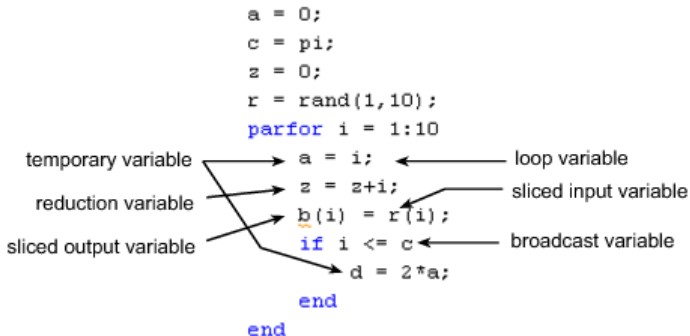 a = 0;
c = pi;
z = 0;
r = rand(1,10);
parfor i = 1:10
temporary variable a = i; loop variable
reduction variable z = z+i; sliced input variable
sliced output variable b(i) = r(i);
if i <= c broadcast variable
d = 2*a;
end
end